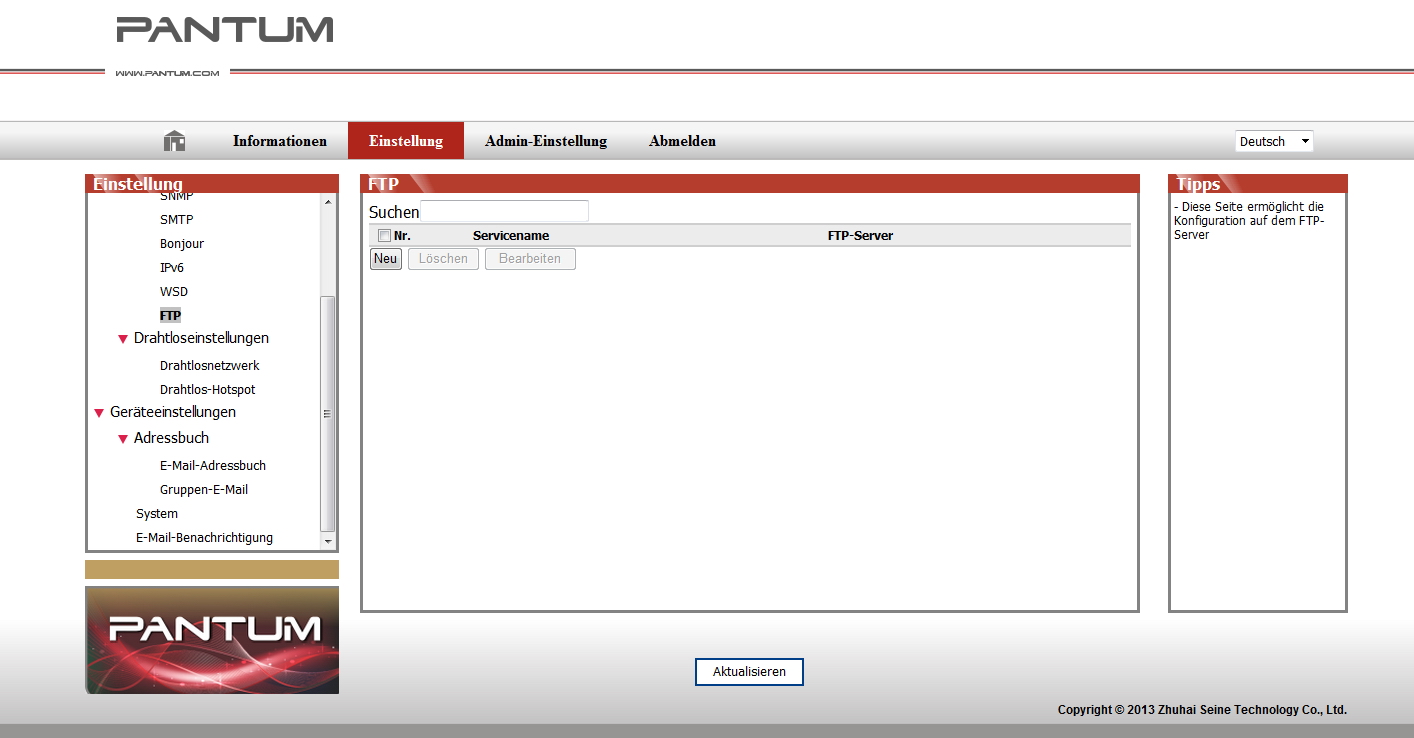 PANTUM
WWW.PANTUM.COM
Informationen Einstellung Admin-Einstellung Abmelden Deutsch
Einstellung
SNMP
SMTP
Bonjour
IPv6
WSD
FTP
Drahtloseinstellungen
Drahtlosnetzwerk
Drahtlos-Hotspot
Geräteeinstellungen
Adressbuch
E-Mail-Adressbuch
Gruppen-E-Mail
System
E-Mail-Benachrichtigung
PANTUM
FTP
Suchen
Nr. Servicename FTP-Server
Neu Löschen Bearbeiten
Tipps
- Diese Seite ermöglicht die
Konfiguration auf dem FTP-
Server
Aktualisieren
Copyright © 2013 Zhuhai Seine Technology Co., Ltd.